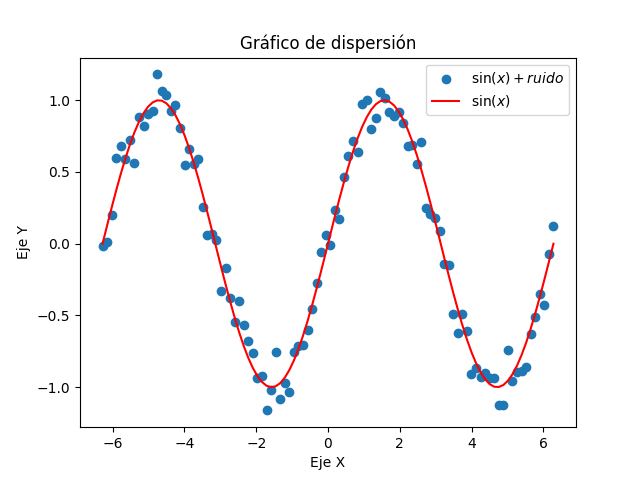 Gráfico de dispersión
sin(x) + ruido
sin(x)
Eje Y
1.0
0.5
0.0
−0.5
−1.0
−6 −4 −2 0 2 4 6
Eje X